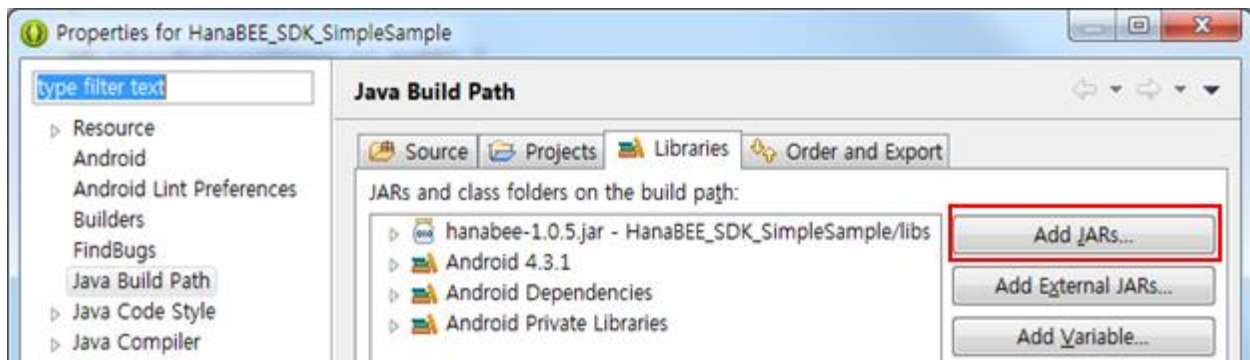 Properties for HanaBEE_SDK_SimpleSample
type filter text
Resource
Android
Android Lint Preferences
Builders
FindBugs
Java Build Path
Java Code Style
Java Compiler
Java Build Path
Source Projects Libraries Order and Export
JARs and class folders on the build path:
hanabee-1.0.5.jar - HanaBEE_SDK_SimpleSample/libs
Android 4.3.1
Android Dependencies
Android Private Libraries
Add JARs...
Add External JARs...
Add Variable...